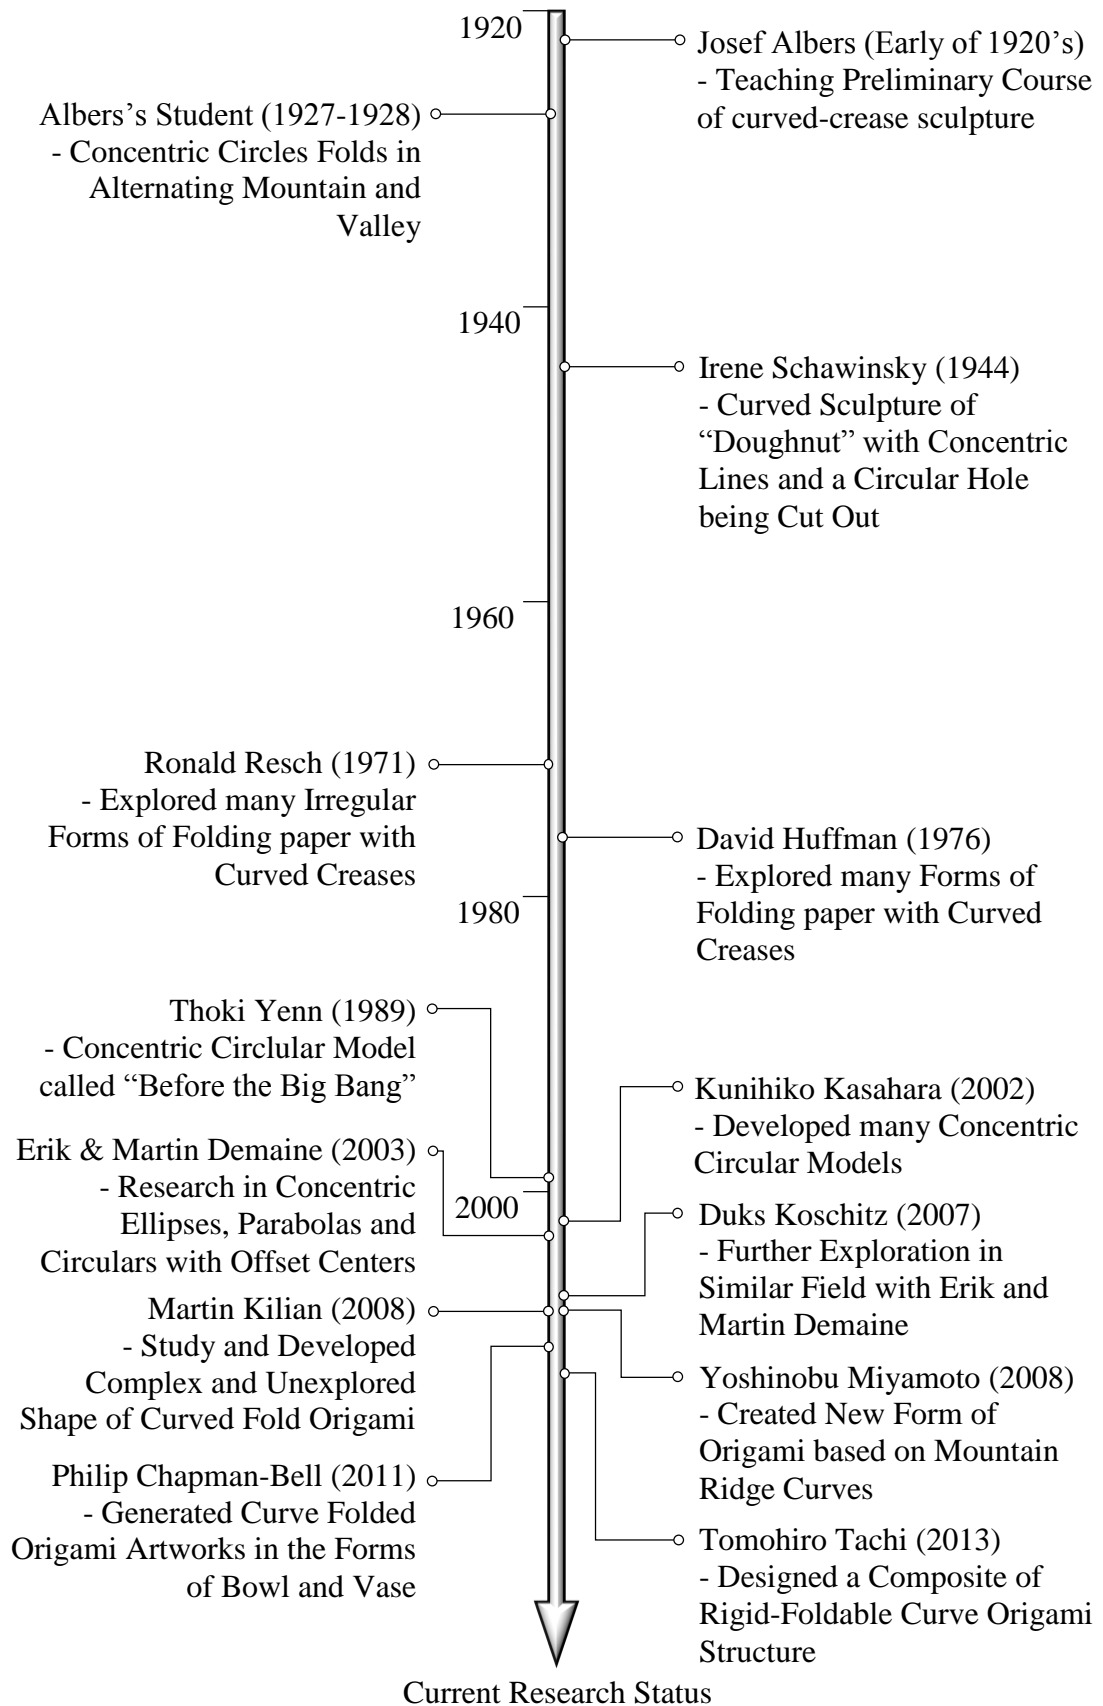 1920
Josef Albers (Early of 1920’s)
- Teaching Preliminary Course
of curved-crease sculpture
Albers’s Student (1927-1928)
- Concentric Circles Folds in
Alternating Mountain and
Valley
1940
Irene Schawinsky (1944)
- Curved Sculpture of
“Doughnut” with Concentric
Lines and a Circular Hole
being Cut Out
1960
Ronald Resch (1971)
- Explored many Irregular
Forms of Folding paper with
Curved Creases
David Huffman (1976)
- Explored many Forms of
Folding paper with Curved
Creases
1980
Thoki Yenn (1989)
- Concentric Circlular Model
called “Before the Big Bang”
Kunihiko Kasahara (2002)
- Developed many Concentric
Circular Models
Erik & Martin Demaine (2003)
- Research in Concentric
Ellipses, Parabolas and
Circulars with Offset Centers
2000
Duks Koschitz (2007)
- Further Exploration in
Similar Field with Erik and
Martin Demaine
Martin Kilian (2008)
- Study and Developed
Complex and Unexplored
Shape of Curved Fold Origami
Yoshinobu Miyamoto (2008)
- Created New Form of
Origami based on Mountain
Ridge Curves
Philip Chapman-Bell (2011)
- Generated Curve Folded
Origami Artworks in the Forms
of Bowl and Vase
Tomohiro Tachi (2013)
- Designed a Composite of
Rigid-Foldable Curve Origami
Structure
Current Research Status